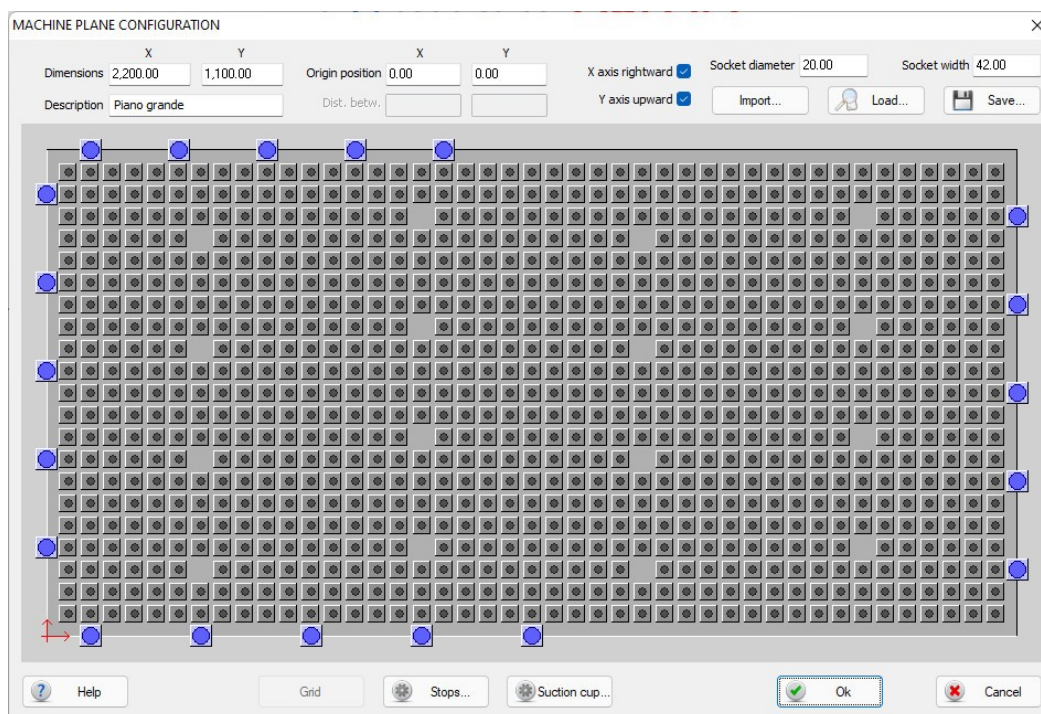 MACHINE PLANE CONFIGURATION
X Y X Y
Dimensions 2,200.00 1,100.00 Origin position 0.00 0.00 X axis rightward Socket diameter 20.00 Socket width 42.00
Description Piano grande Dist. betw. Y axis upward Import... Load... Save...
Help Grid Stops... Suction cup... Ok Cancel